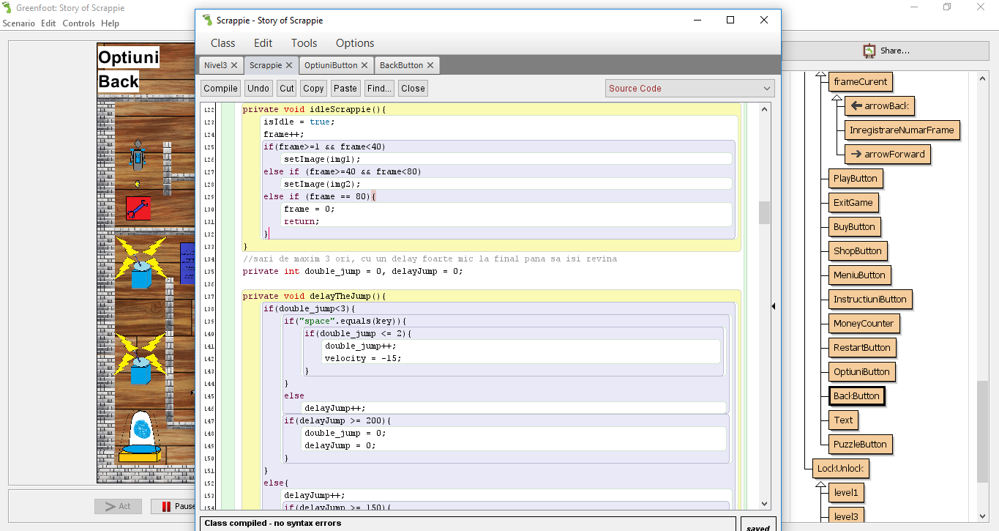 Greenfoot: Story of Scrappie
Scenario Edit Controls Help
Optiuni
Back
Act
Pause
Scrappie - Story of Scrappie
Class Edit Tools Options
Nivel3 Scrappie OptiuniButton BackButton
Compile Undo Cut Copy Paste Find... Close Source Code
L22 private void idleScrappie(){
L23 isIdle = true;
L24 frame++;
L25 if(frame>=1 && frame<40)
L26 setImage(img1);
L27 else if (frame>=40 && frame<80)
L28 setImage(img2);
L29 else if (frame == 80){
L30 frame = 0;
L31 return;
L32 }
L33 }
L34 //sari de maxim 3 ori, cu un delay foarte mic la final pana sa isi revina
L35 private int double_jump = 0, delayJump = 0;
L36
L37 private void delayTheJump(){
L38 if(double_jump<3){
L39 if("space".equals(key)){
L40 if(double_jump <= 2){
L41 double_jump++;
L42 velocity = -15;
L43 }
L44 }
L45 else
L46 delayJump++;
L47 if(delayJump >= 200){
L48 double_jump = 0;
L49 delayJump = 0;
L50 }
L51 }
L52 else{
L53 delayJump++;
L54 if(delayJump >= 150){
Class compiled - no syntax errors
saved
Share...
frameCurent
arrowBack
InregistrareNumarFrame
arrowForward
PlayButton
ExitGame
BuyButton
ShopButton
MeniuButton
InstructiuniButton
MoneyCounter
RestartButton
OptiuniButton
BackButton
Text
PuzzleButton
LockUnlock
level1
level3